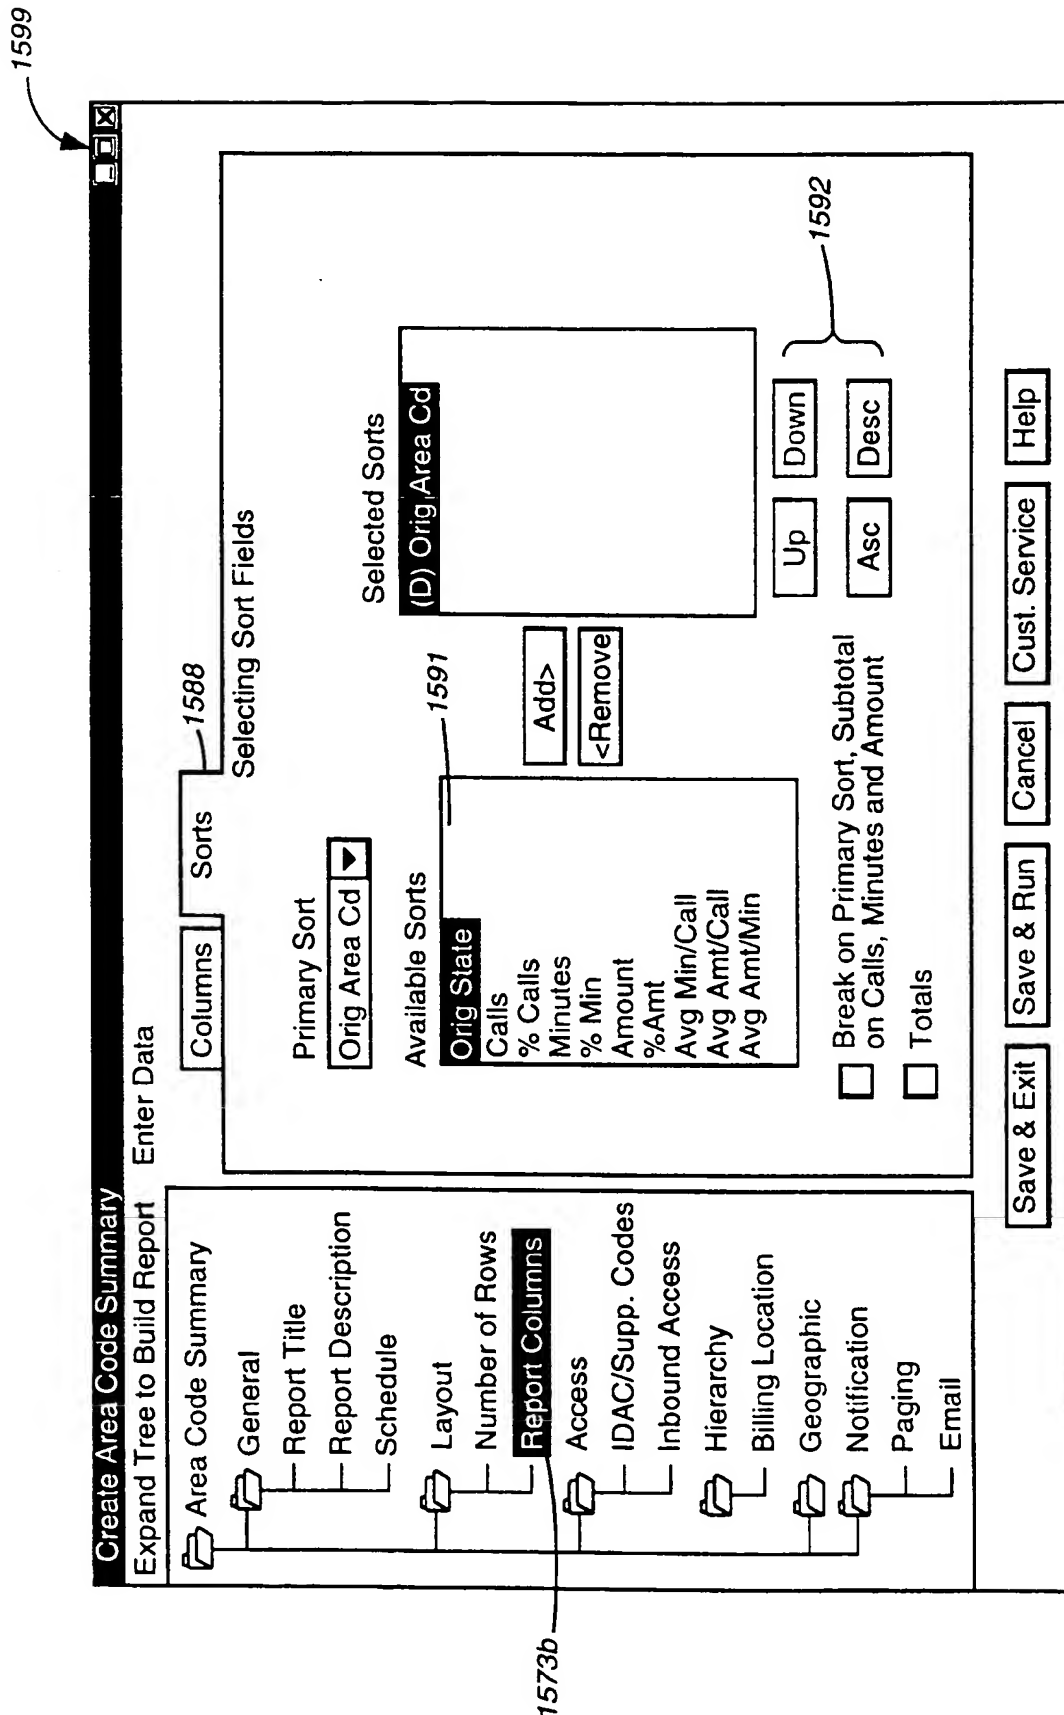 1599
Create Area Code Summary
Expand Tree to Build Report
Enter Data
Area Code Summary
General
Report Title
Report Description
Schedule
Layout
Number of Rows
Report Columns
Access
IDAC/Supp. Codes
Inbound Access
Hierarchy
Billing Location
Geographic
Notification
Paging
Email
1573b
Columns
Sorts
1588
Selecting Sort Fields
Primary Sort
Orig Area Cd
Available Sorts
Orig State
Calls
% Calls
Minutes
% Min
Amount
%Amt
Avg Min/Call
Avg Amt/Call
Avg Amt/Min
1591
Add>
<Remove
Selected Sorts
(D) Orig Area Cd
Up
Down
Asc
Desc
1592
Break on Primary Sort, Subtotal
on Calls, Minutes and Amount
Totals
Save & Exit
Save & Run
Cancel
Cust. Service
Help